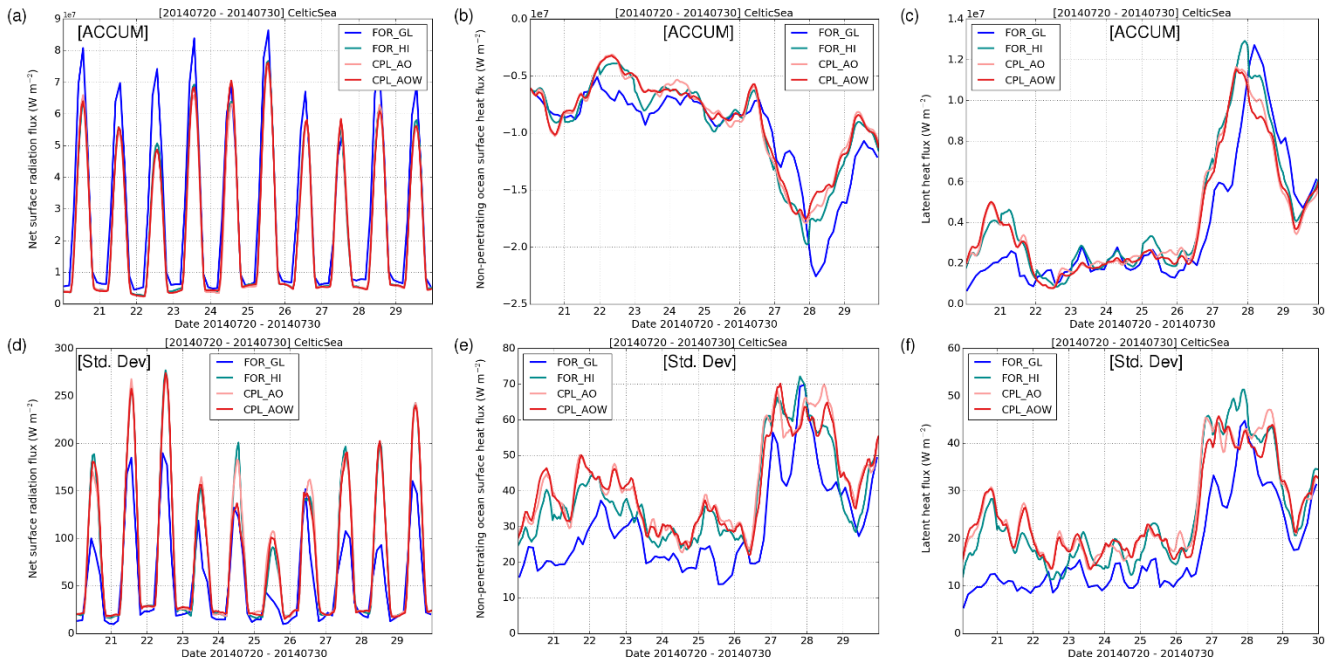 (a)
[20140720 - 20140730] CelticSea
1e7
[ACCUM]
FOR_GL
FOR_HI
CPL_AO
CPL_AOW
Net surface radiation flux (W m⁻²)
9
8
7
6
5
4
3
2
1
0
21 22 23 24 25 26 27 28 29
Date 20140720 - 20140730
(b)
[20140720 - 20140730] CelticSea
1e7
[ACCUM]
FOR_GL
FOR_HI
CPL_AO
CPL_AOW
Non-penetrating ocean surface heat flux (W m⁻²)
0.0
−0.5
−1.0
−1.5
−2.0
−2.5
21 22 23 24 25 26 27 28 29
Date 20140720 - 20140730
(c)
[20140720 - 20140730] CelticSea
1e7
[ACCUM]
FOR_GL
FOR_HI
CPL_AO
CPL_AOW
Latent heat flux (W m⁻²)
1.4
1.2
1.0
0.8
0.6
0.4
0.2
0.0
21 22 23 24 25 26 27 28 29 30
Date 20140720 - 20140730
(d)
[20140720 - 20140730] CelticSea
[Std. Dev]
FOR_GL
FOR_HI
CPL_AO
CPL_AOW
Net surface radiation flux (W m⁻²)
300
250
200
150
100
50
0
21 22 23 24 25 26 27 28 29
Date 20140720 - 20140730
(e)
[20140720 - 20140730] CelticSea
[Std. Dev]
FOR_GL
FOR_HI
CPL_AO
CPL_AOW
Non-penetrating ocean surface heat flux (W m⁻²)
80
70
60
50
40
30
20
10
0
21 22 23 24 25 26 27 28 29
Date 20140720 - 20140730
(f)
[20140720 - 20140730] CelticSea
[Std. Dev]
FOR_GL
FOR_HI
CPL_AO
CPL_AOW
Latent heat flux (W m⁻²)
60
50
40
30
20
10
0
21 22 23 24 25 26 27 28 29 30
Date 20140720 - 20140730